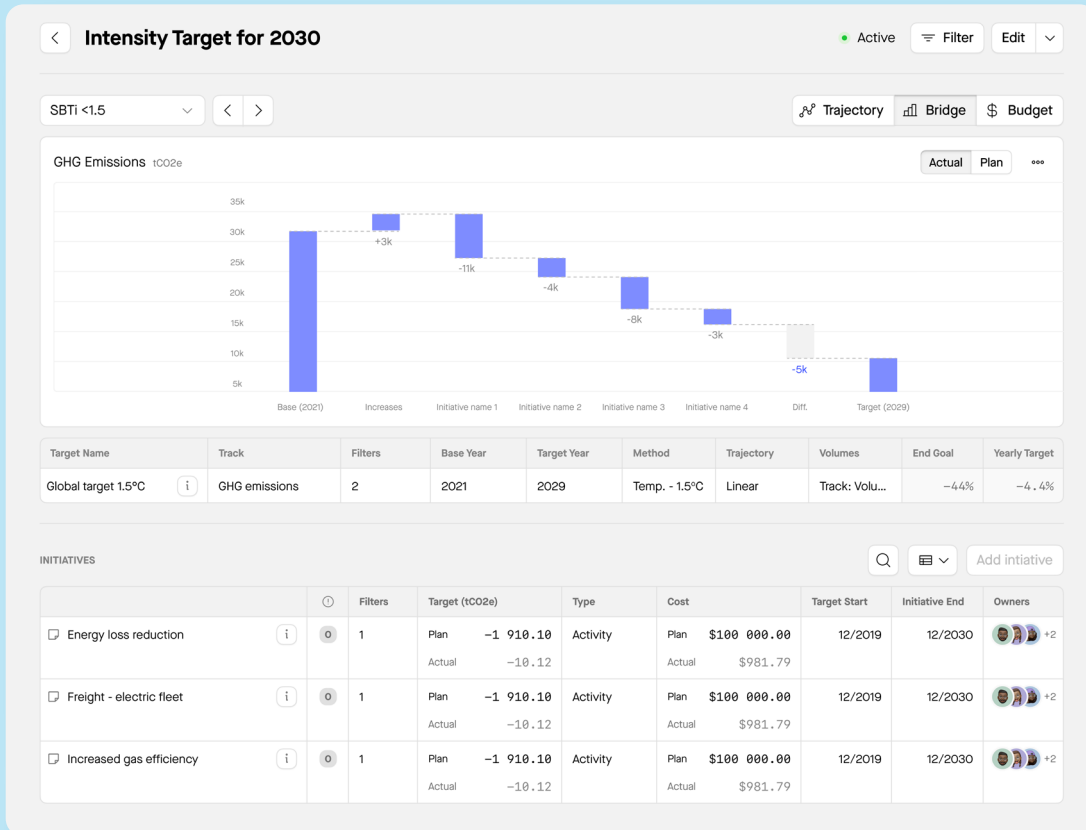 Intensity Target for 2030
Active
Filter
Edit
SBTi <1.5
Trajectory
Bridge
$ Budget
GHG Emissions tCO2e
Actual
Plan
35k
30k
25k
20k
15k
10k
5k
+3k
-11k
-4k
-8k
-3k
-5k
Base (2021) Increases Initiative name 1 Initiative name 2 Initiative name 3 Initiative name 4 Diff. Target (2029)
Target Name Track Filters Base Year Target Year Method Trajectory Volumes End Goal Yearly Target
Global target 1.5°C i GHG emissions 2 2021 2029 Temp. - 1.5°C Linear Track: Volu... −44% −4.4%
INITIATIVES
Add intiative
Filters Target (tCO2e) Type Cost Target Start Initiative End Owners
Energy loss reduction i 0 1 Plan −1 910.10 Activity Plan $100 000.00 12/2019 12/2030 +2
Actual −10.12 Actual $981.79
Freight - electric fleet i 0 1 Plan −1 910.10 Activity Plan $100 000.00 12/2019 12/2030 +2
Actual −10.12 Actual $981.79
Increased gas efficiency i 0 1 Plan −1 910.10 Activity Plan $100 000.00 12/2019 12/2030 +2
Actual −10.12 Actual $981.79